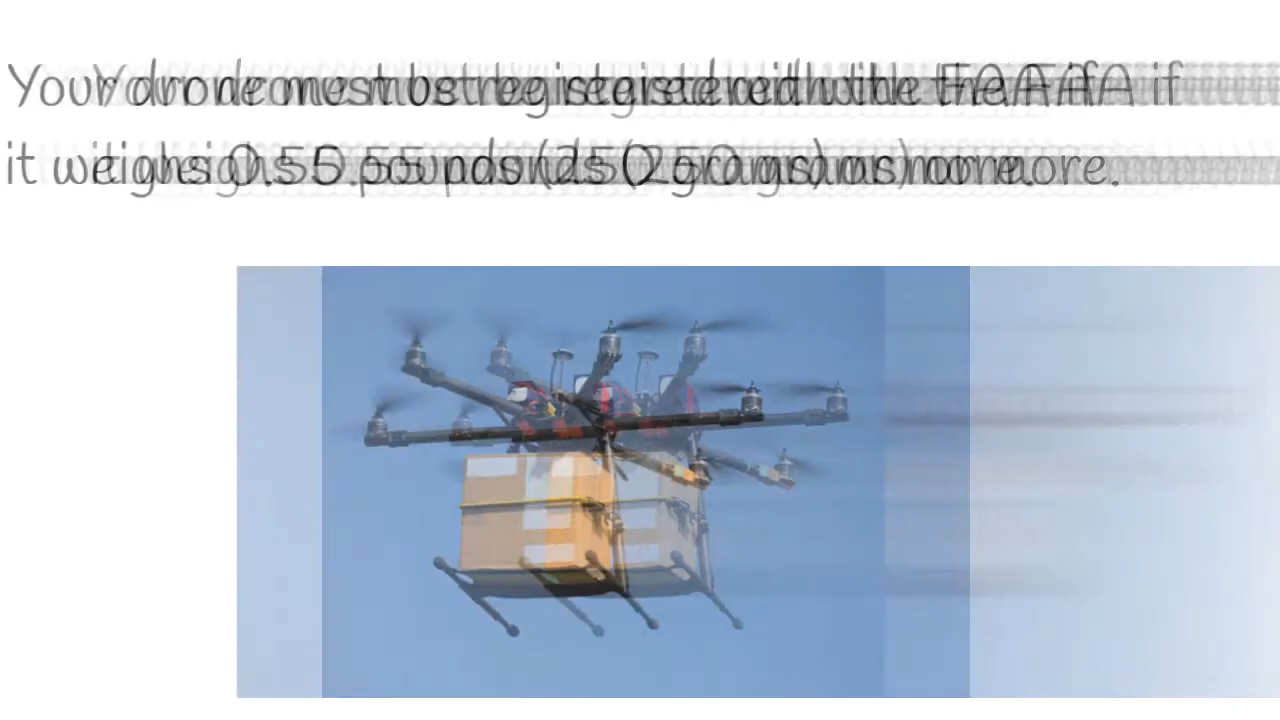 Your drone must be registered with the FAA if
it weighs 0.55 pounds (250 grams) or more.